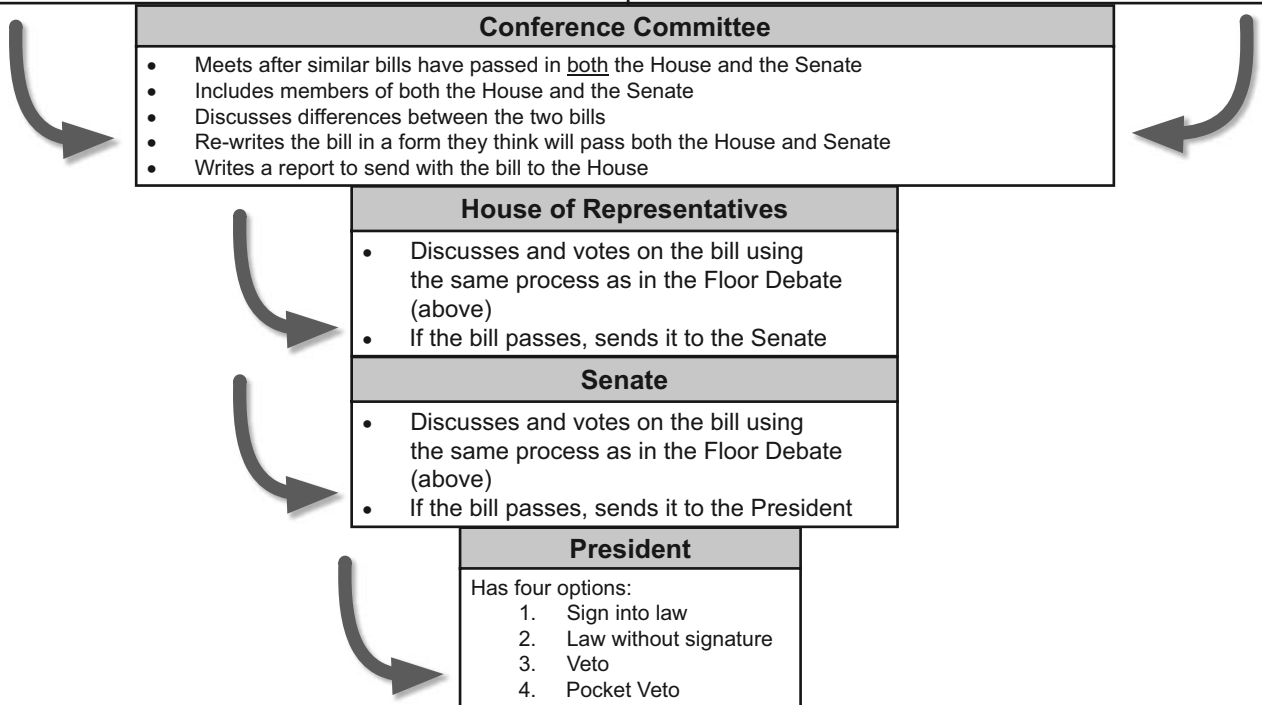 Conference Committee
• Meets after similar bills have passed in both the House and the Senate
• Includes members of both the House and the Senate
• Discusses differences between the two bills
• Re-writes the bill in a form they think will pass both the House and Senate
• Writes a report to send with the bill to the House
House of Representatives
• Discusses and votes on the bill using
the same process as in the Floor Debate
(above)
• If the bill passes, sends it to the Senate
Senate
• Discusses and votes on the bill using
the same process as in the Floor Debate
(above)
• If the bill passes, sends it to the President
President
Has four options:
1. Sign into law
2. Law without signature
3. Veto
4. Pocket Veto